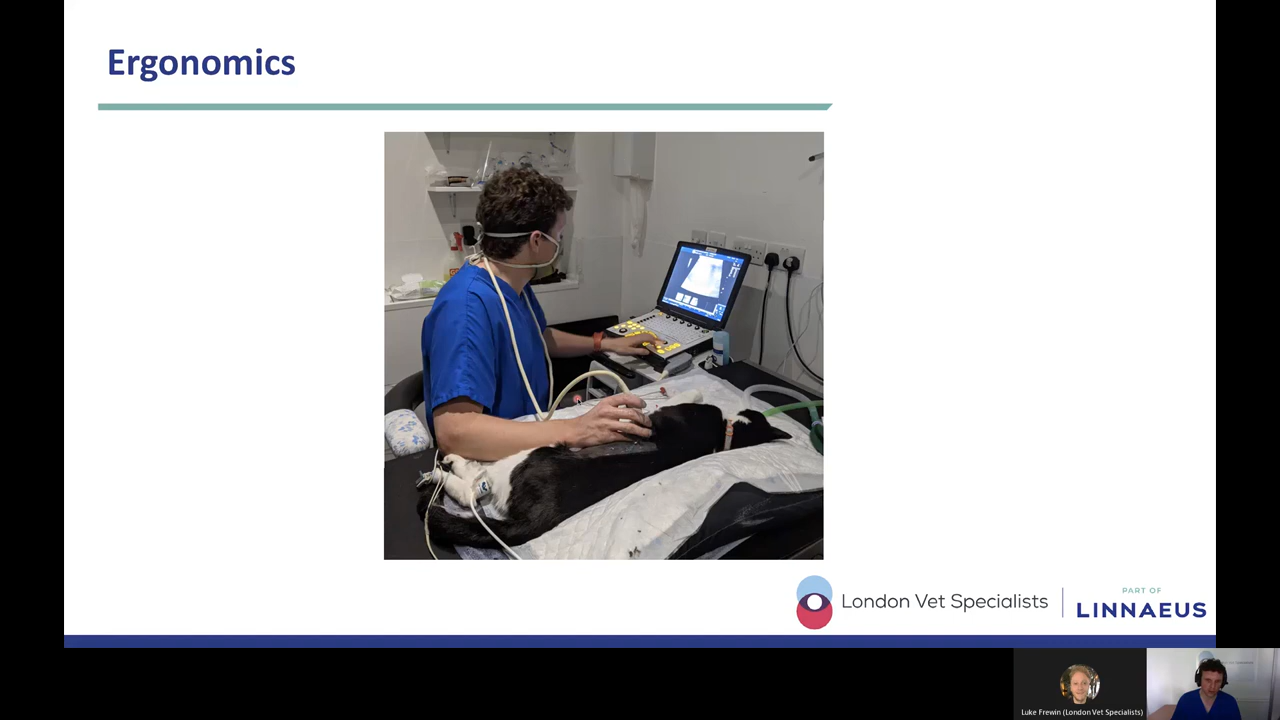 Ergonomics
London Vet Specialists
PART OF
LINNAEUS
Luke Frewin (London Vet Specialists)